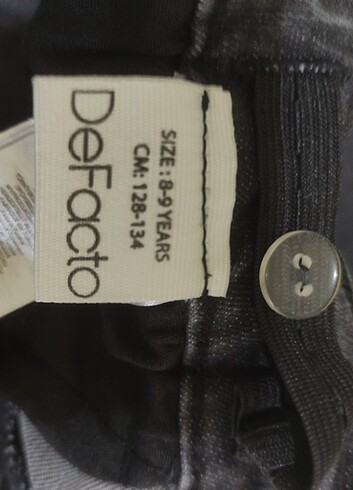 DeFacto
SIZE: 8-9 YEARS
CM: 128-134